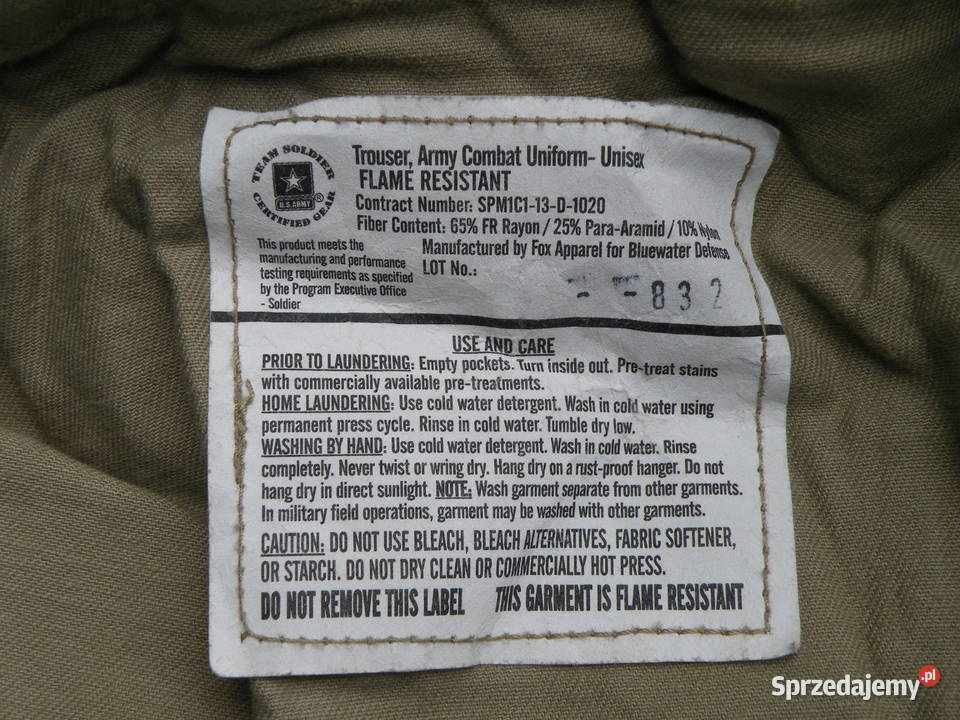 TEAM SOLDIER
U.S. ARMY ®
CERTIFIED GEAR
Trouser, Army Combat Uniform- Unisex
FLAME RESISTANT
Contract Number: SPM1C1-13-D-1020
Fiber Content: 65% FR Rayon / 25% Para-Aramid / 10% Nylon
Manufactured by Fox Apparel for Bluewater Defense
LOT No.:
- -832
This product meets the
manufacturing and performance
testing requirements as specified
by the Program Executive Office
- Soldier
USE AND CARE
PRIOR TO LAUNDERING: Empty pockets. Turn inside out. Pre-treat stains
with commercially available pre-treatments.
HOME LAUNDERING: Use cold water detergent. Wash in cold water using
permanent press cycle. Rinse in cold water. Tumble dry low.
WASHING BY HAND: Use cold water detergent. Wash in cold water. Rinse
completely. Never twist or wring dry. Hang dry on a rust-proof hanger. Do not
hang dry in direct sunlight. NOTE: Wash garment separate from other garments.
In military field operations, garment may be washed with other garments.
CAUTION: DO NOT USE BLEACH, BLEACH ALTERNATIVES, FABRIC SOFTENER,
OR STARCH. DO NOT DRY CLEAN OR COMMERCIALLY HOT PRESS.
DO NOT REMOVE THIS LABEL THIS GARMENT IS FLAME RESISTANT
Sprzedajemy.pl